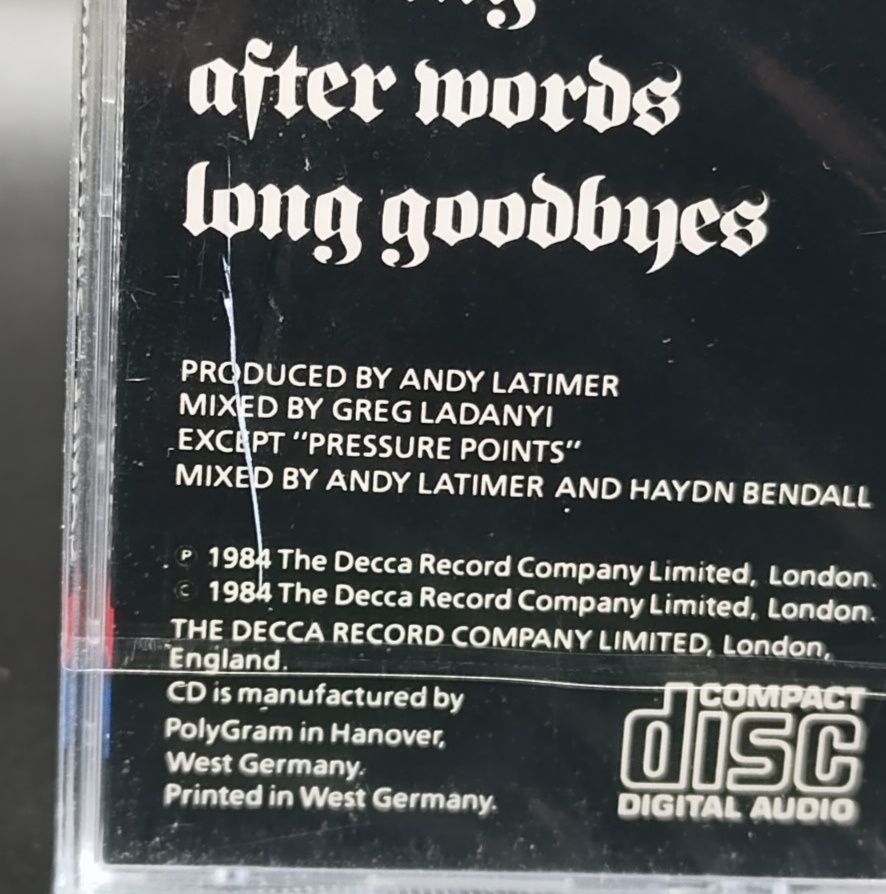 after words
long goodbyes
PRODUCED BY ANDY LATIMER
MIXED BY GREG LADANYI
EXCEPT "PRESSURE POINTS"
MIXED BY ANDY LATIMER AND HAYDN BENDALL
℗ 1984 The Decca Record Company Limited, London.
© 1984 The Decca Record Company Limited, London.
THE DECCA RECORD COMPANY LIMITED, London,
England.
CD is manufactured by
PolyGram in Hanover,
West Germany.
Printed in West Germany.
COMPACT
disc
DIGITAL AUDIO